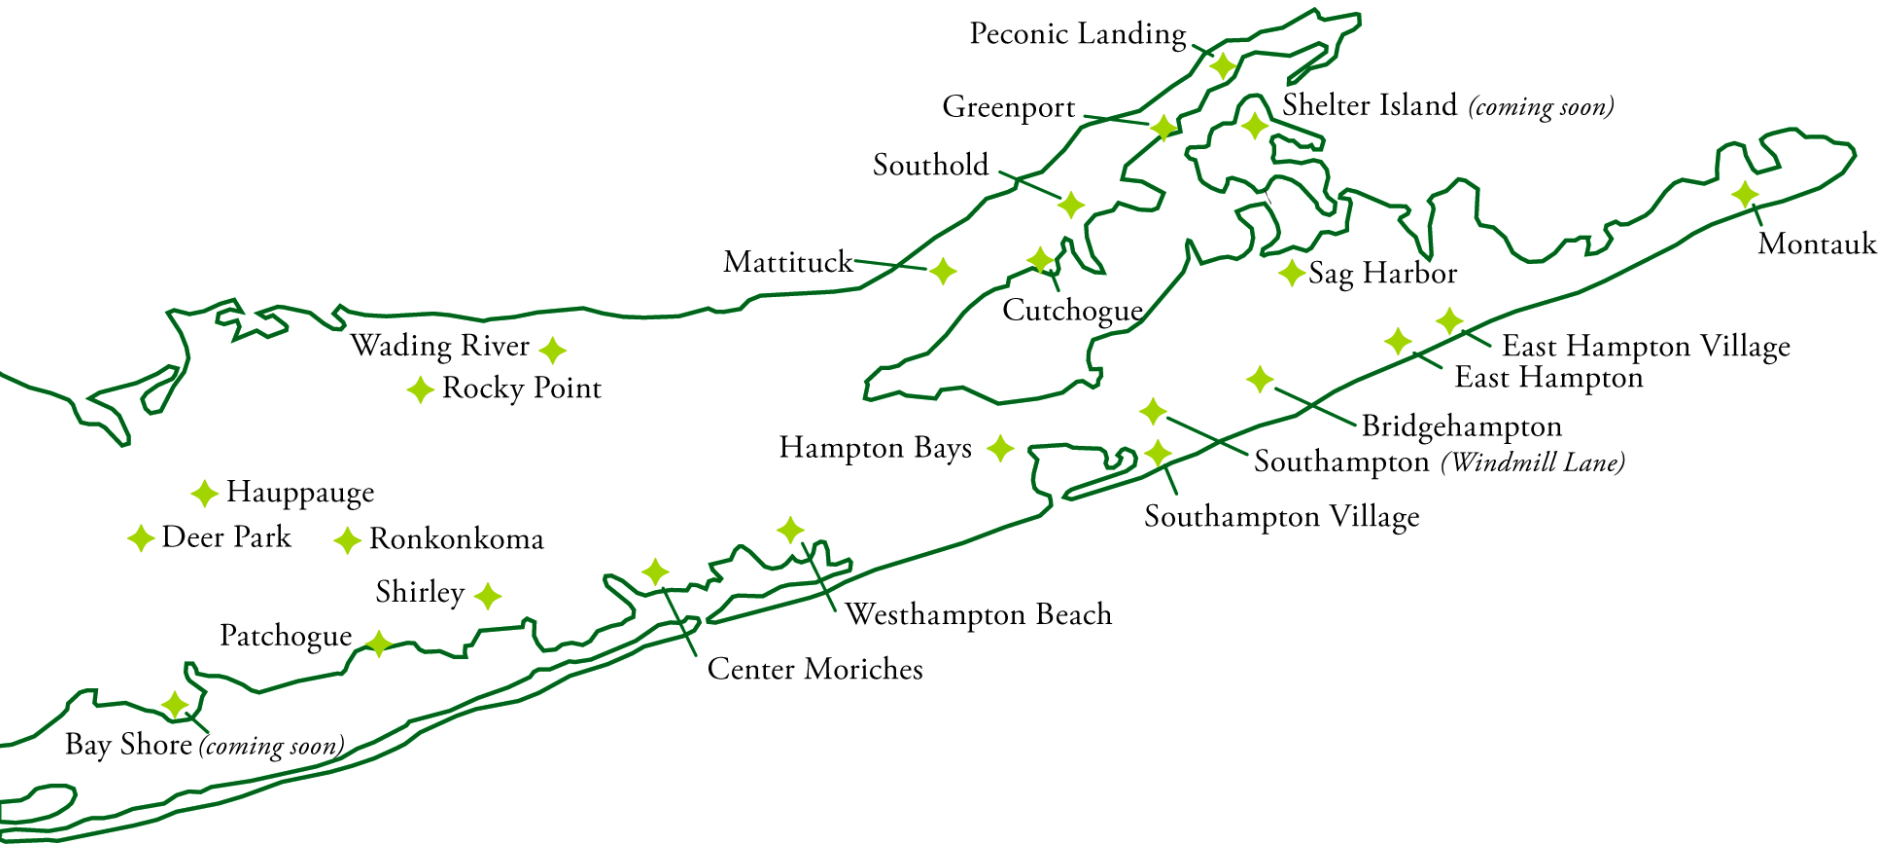 Peconic Landing
Greenport
Shelter Island (coming soon)
Southold
Montauk
Mattituck
Sag Harbor
Cutchogue
Wading River
East Hampton Village
East Hampton
Rocky Point
Bridgehampton
Hampton Bays
Southampton (Windmill Lane)
Hauppauge
Southampton Village
Deer Park
Ronkonkoma
Shirley
Westhampton Beach
Patchogue
Center Moriches
Bay Shore (coming soon)